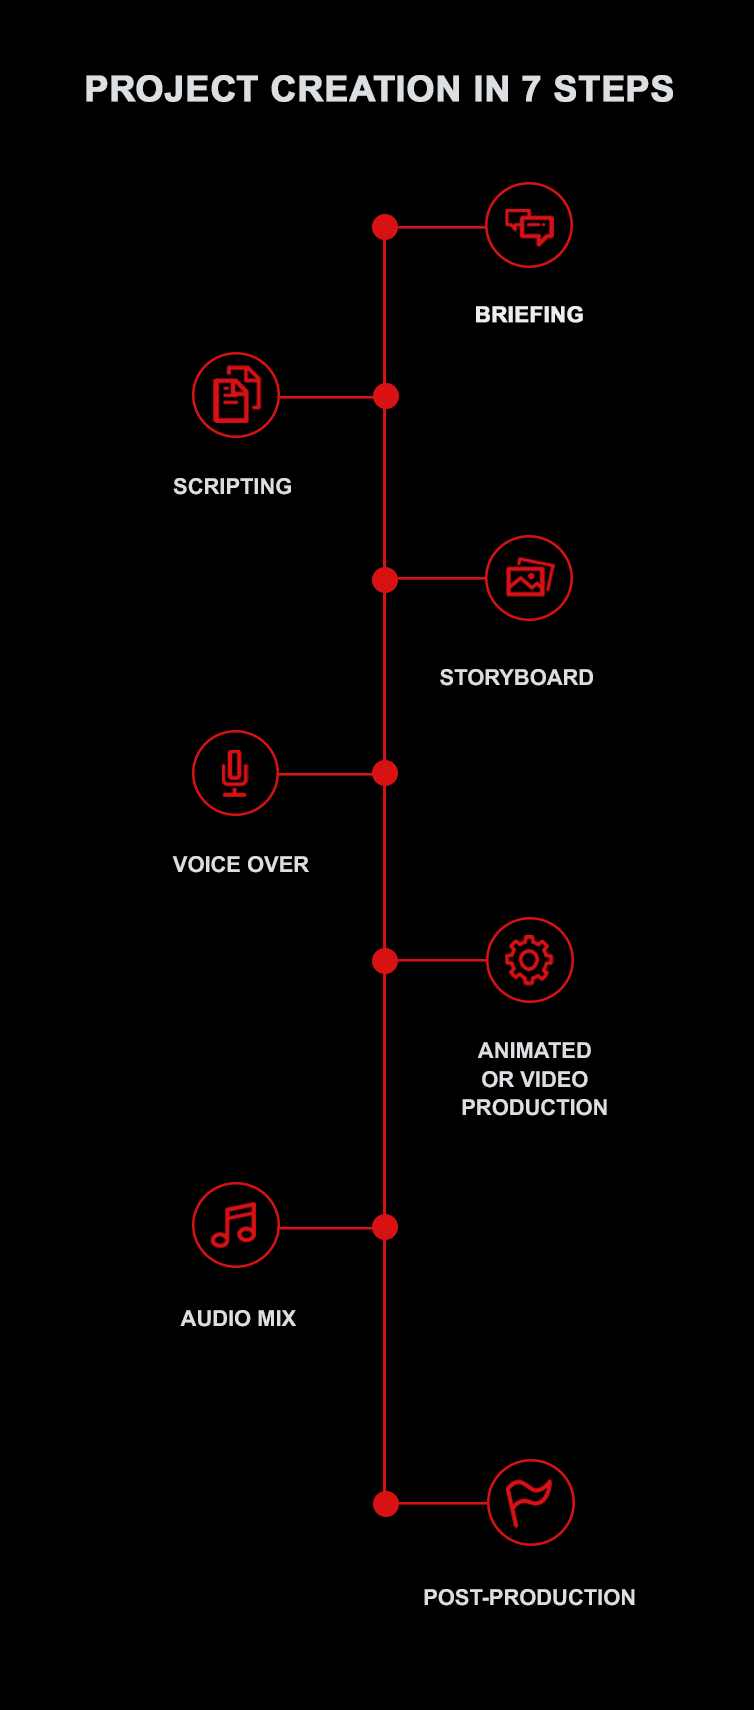 PROJECT CREATION IN 7 STEPS
BRIEFING
SCRIPTING
STORYBOARD
VOICE OVER
ANIMATED
OR VIDEO
PRODUCTION
AUDIO MIX
POST-PRODUCTION